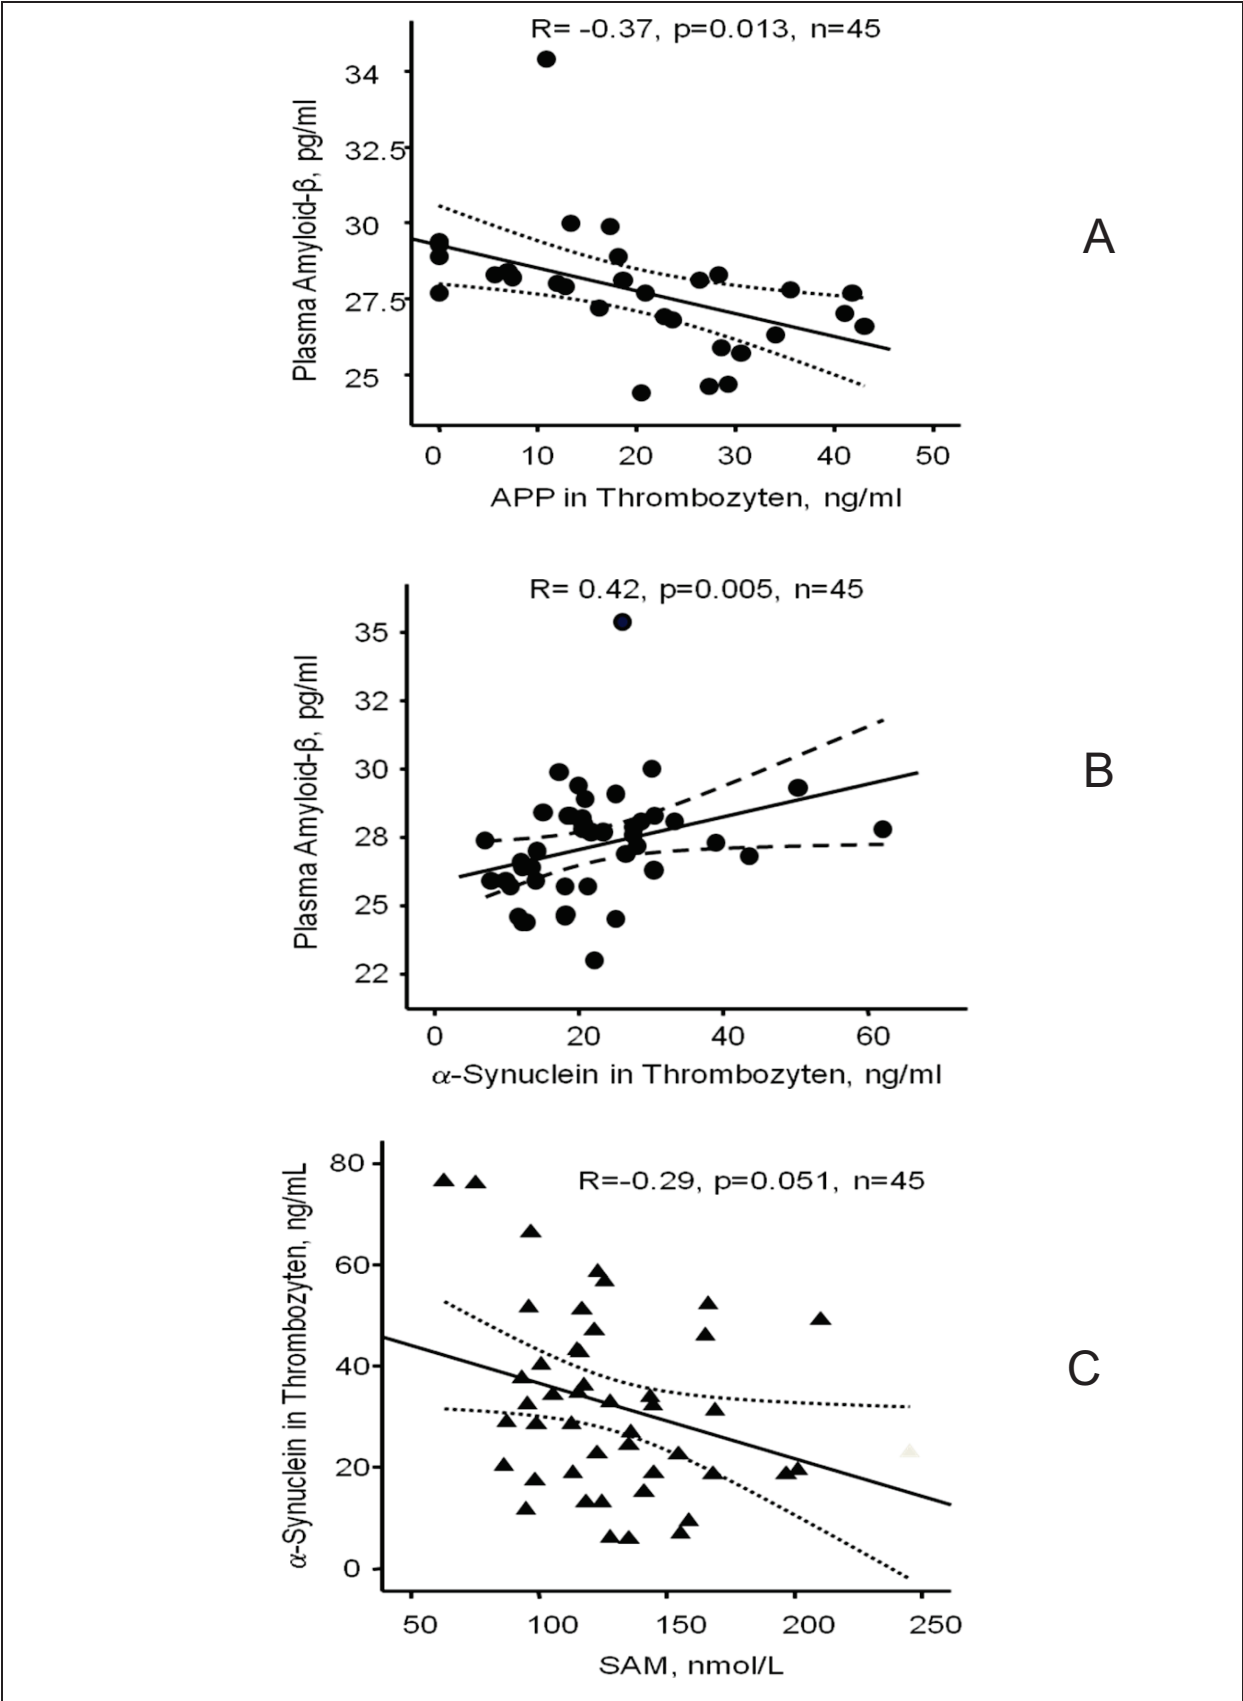 R= -0.37, p=0.013, n=45
Plasma Amyloid-β, pg/ml
34
32.5
30
27.5
25
0 10 20 30 40 50
APP in Thrombozyten, ng/ml
A
R= 0.42, p=0.005, n=45
Plasma Amyloid-β, pg/ml
35
32
30
28
25
22
0 20 40 60
α-Synuclein in Thrombozyten, ng/ml
B
R=-0.29, p=0.051, n=45
α-Synuclein in Thrombozyten, ng/mL
80
60
40
20
0
50 100 150 200 250
SAM, nmol/L
C